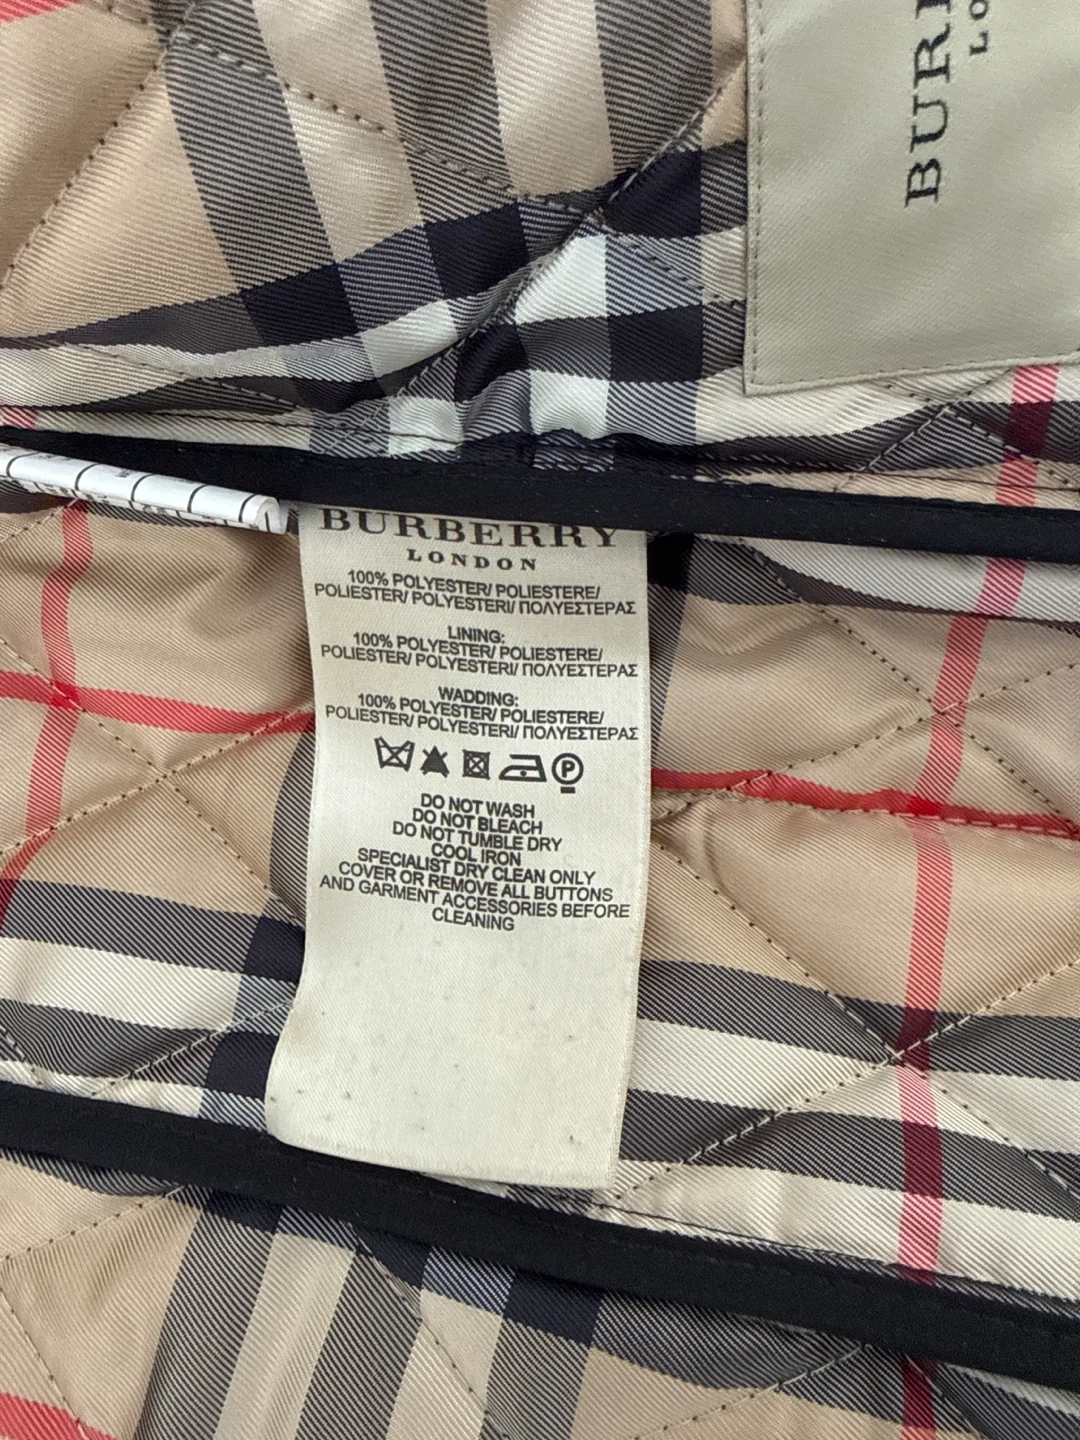 BURBERRY
LONDON
100% POLYESTER/ POLIESTERE/
POLIESTER/ POLYESTERI/ ΠΟΛΥΕΣΤΕΡΑΣ
LINING:
100% POLYESTER/ POLIESTERE/
POLIESTER/ POLYESTERI/ ΠΟΛΥΕΣΤΕΡΑΣ
WADDING:
100% POLYESTER/ POLIESTERE/
POLIESTER/ POLYESTERI/ ΠΟΛΥΕΣΤΕΡΑΣ
P
DO NOT WASH
DO NOT BLEACH
DO NOT TUMBLE DRY
COOL IRON
SPECIALIST DRY CLEAN ONLY
COVER OR REMOVE ALL BUTTONS
AND GARMENT ACCESSORIES BEFORE
CLEANING